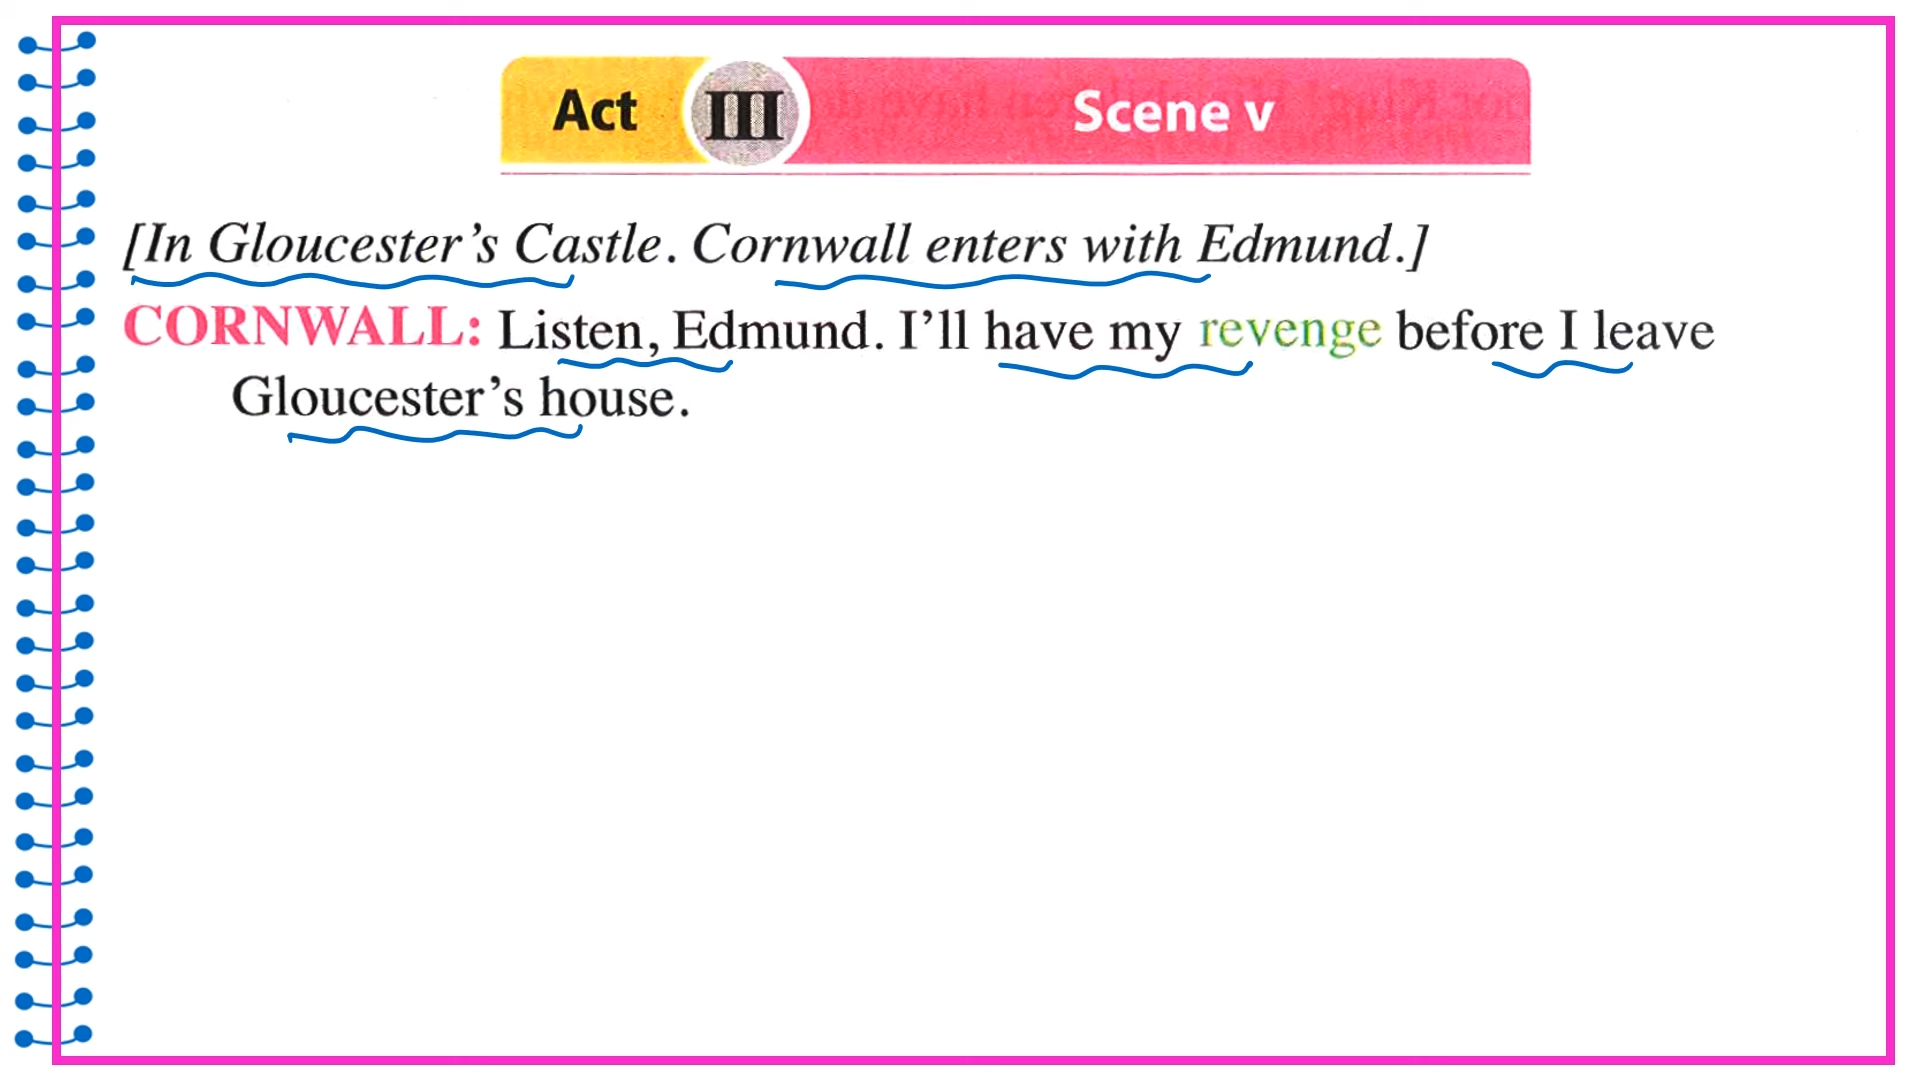 Act III Scene v
[In Gloucester's Castle. Cornwall enters with Edmund.]
CORNWALL: Listen, Edmund. I'll have my revenge before I leave
Gloucester's house.